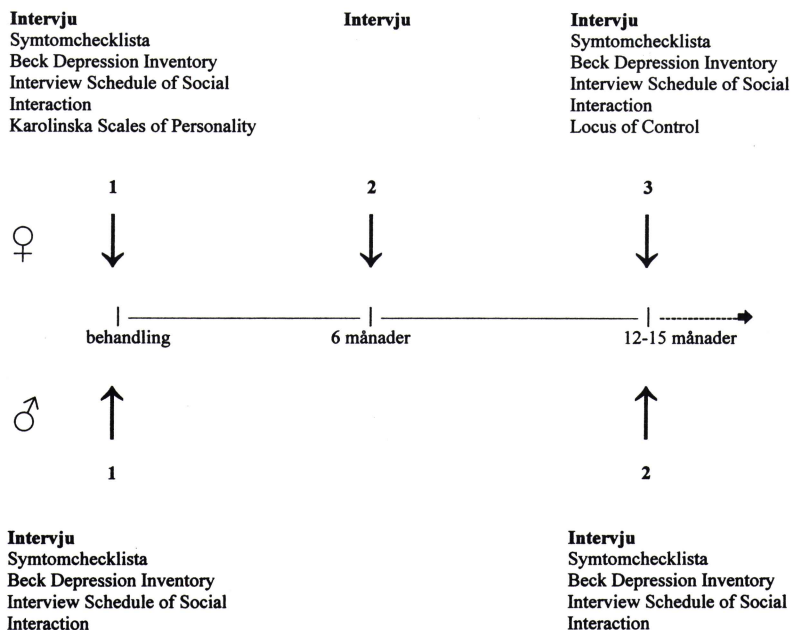 Intervju
Symtomchecklista
Beck Depression Inventory
Interview Schedule of Social
Interaction
Karolinska Scales of Personality
Intervju
Intervju
Symtomchecklista
Beck Depression Inventory
Interview Schedule of Social
Interaction
Locus of Control
1
2
3
♀
behandling
6 månader
12-15 månader
♂
1
2
Intervju
Symtomchecklista
Beck Depression Inventory
Interview Schedule of Social
Interaction
Intervju
Symtomchecklista
Beck Depression Inventory
Interview Schedule of Social
Interaction